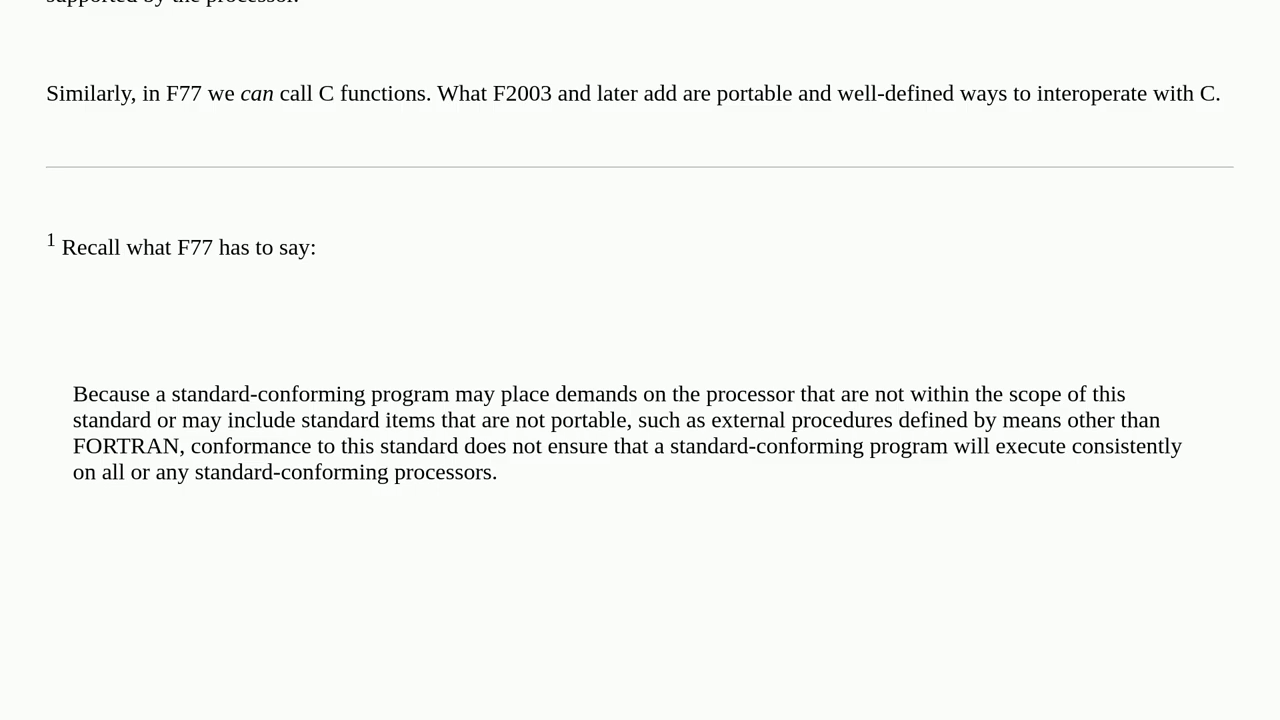 supported by the processor.
Similarly, in F77 we can call C functions. What F2003 and later add are portable and well-defined ways to interoperate with C.
1 Recall what F77 has to say:
Because a standard-conforming program may place demands on the processor that are not within the scope of this
standard or may include standard items that are not portable, such as external procedures defined by means other than
FORTRAN, conformance to this standard does not ensure that a standard-conforming program will execute consistently
on all or any standard-conforming processors.